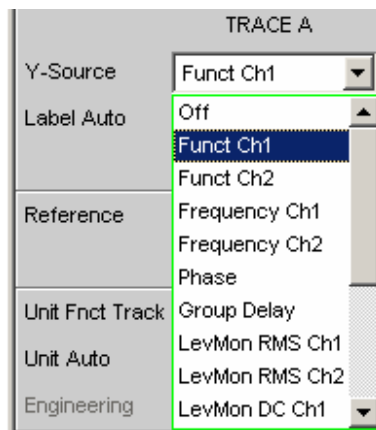 TRACE A
Y-Source Funct Ch1
Label Auto
Off
Funct Ch1
Funct Ch2
Reference
Frequency Ch1
Frequency Ch2
Phase
Unit Fnct Track
Group Delay
Unit Auto
LevMon RMS Ch1
LevMon RMS Ch2
Engineering
LevMon DC Ch1